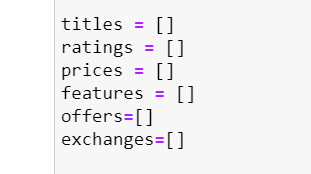 titles = []
ratings = []
prices = []
features = []
offers=[]
exchanges=[]